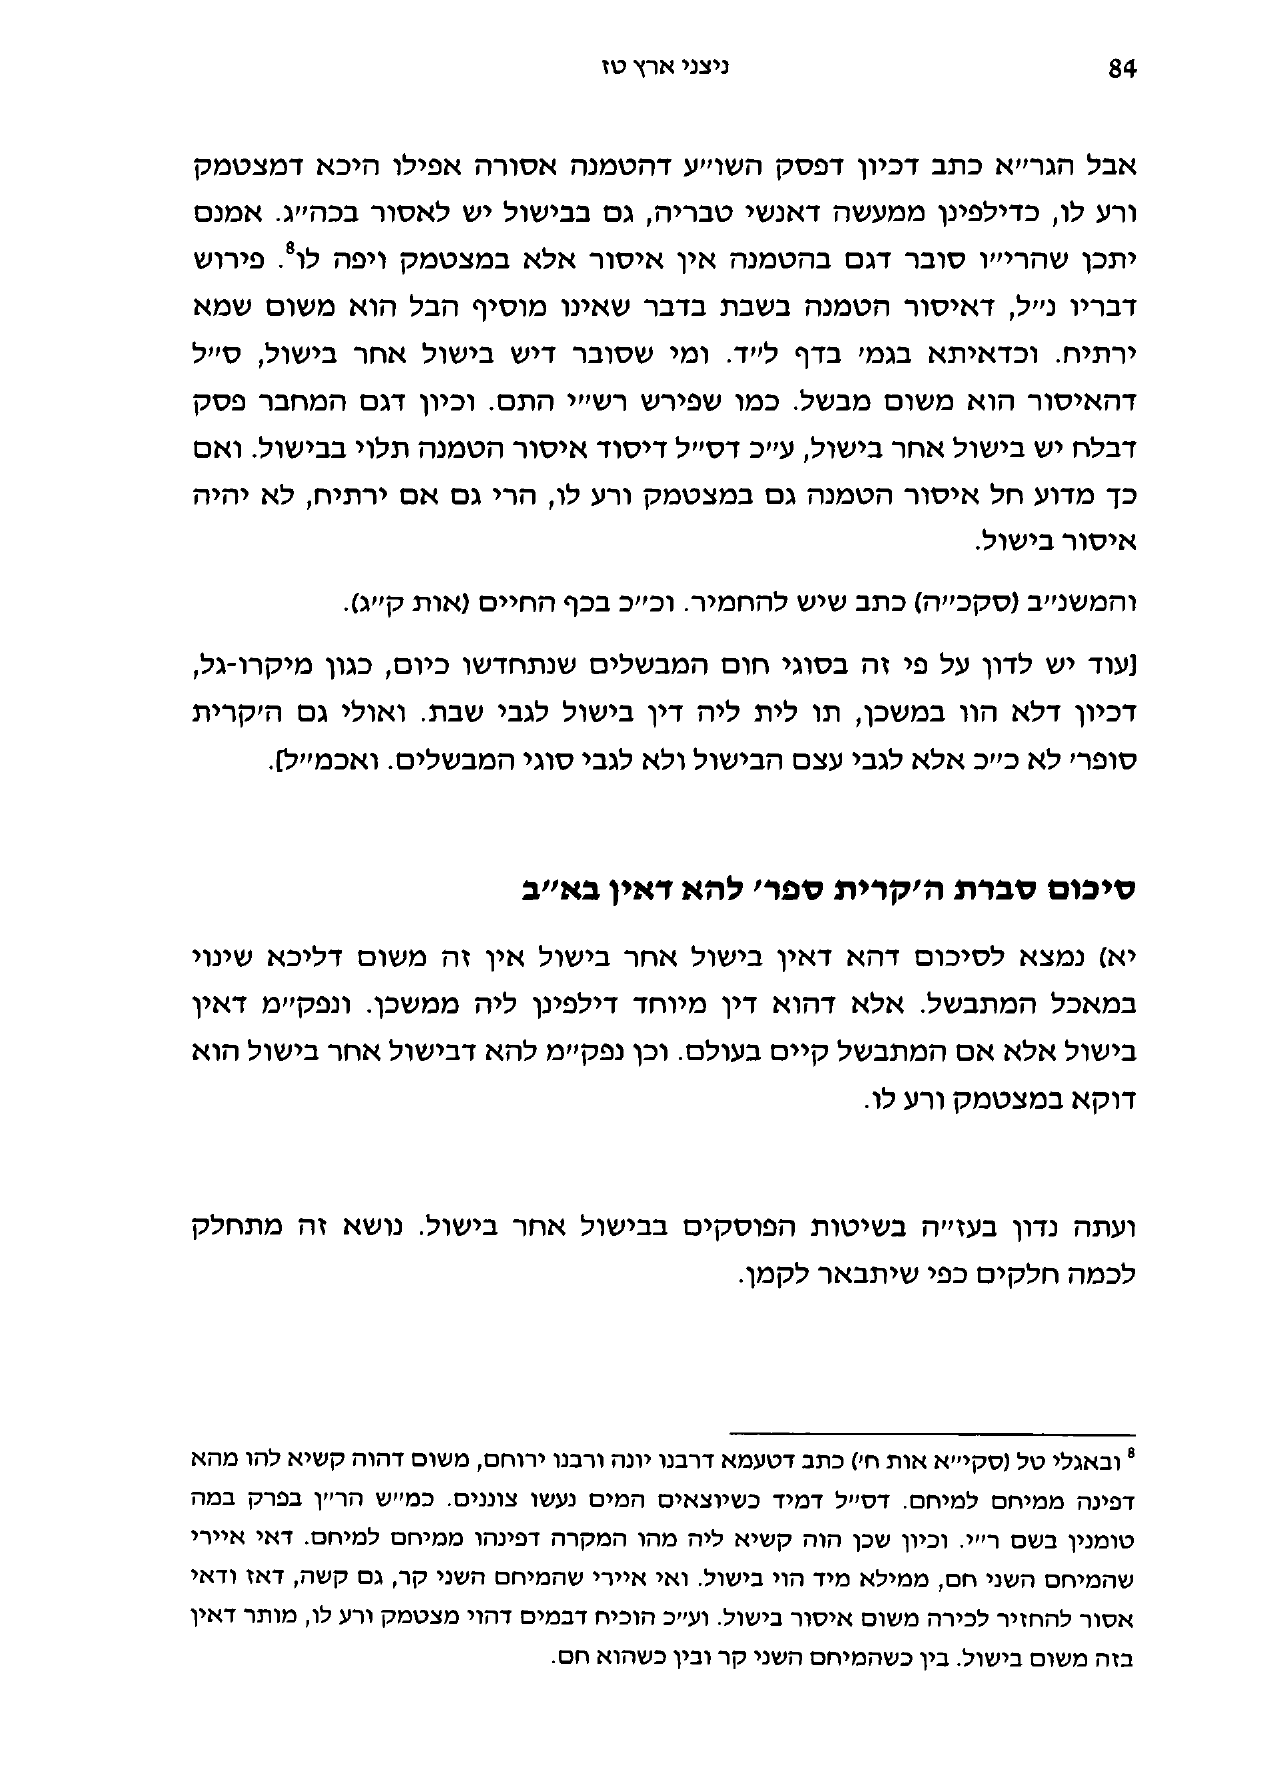 84
ניצני ארץ טז
אבל הגר״א כתב דכיון דפסק השו״ע דהטמנה אסורה אפילו היכא דמצטמק
ורע לו, כדילפינן ממעשה דאנשי טבריה, גם בבישול יש לאסור בכה״ג. אמנם
יתכן שהרי״ו סובר דגם בהטמנה אין איסור אלא במצטמק ויפה לו⁸. פירוש
דבריו נ״ל, דאיסור הטמנה בשבת בדבר שאינו מוסיף הבל הוא משום שמא
ירתיח. וכדאיתא בגמ׳ בדף ל״ד. ומי שסובר דיש בישול אחר בישול, ס״ל
דהאיסור הוא משום מבשל. כמו שפירש רש״י התם. וכיון דגם המחבר פסק
דבלח יש בישול אחר בישול, ע״כ דס״ל דיסוד איסור הטמנה תלוי בבישול. ואם
כך מדוע חל איסור הטמנה גם במצטמק ורע לו, הרי גם אם ירתיח, לא יהיה
איסור בישול.
והמשנ״ב (סקכ״ה) כתב שיש להחמיר. וכ״כ בכף החיים (אות ק״ג).
[עוד יש לדון על פי זה בסוגי חום המבשלים שנתחדשו כיום, כגון מיקרו-גל,
דכיון דלא הוו במשכן, תו לית ליה דין בישול לגבי שבת. ואולי גם ה׳קרית
סופר׳ לא כ״כ אלא לגבי עצם הבישול ולא לגבי סוגי המבשלים. ואכמ״ל].
סיכום סברת ה׳קרית ספר׳ להא דאין בא״ב
יא) נמצא לסיכום דהא דאין בישול אחר בישול אין זה משום דליכא שינוי
במאכל המתבשל. אלא דהוא דין מיוחד דילפינן ליה ממשכן. ונפק״מ דאין
בישול אלא אם המתבשל קיים בעולם. וכן נפק״מ להא דבישול אחר בישול הוא
דוקא במצטמק ורע לו.
ועתה נדון בעז״ה בשיטות הפוסקים בבישול אחר בישול. נושא זה מתחלק
לכמה חלקים כפי שיתבאר לקמן.
⁸ ובאגלי טל (סקי״א אות ח׳) כתב דטעמא דרבנו יונה ורבנו ירוחם, משום דהוה קשיא להו מהא
דפינה ממיחם למיחם. דס״ל דמיד כשיוצאים המים נעשו צוננים. כמ״ש הר״ן בפרק במה
טומנין בשם ר״י. וכיון שכן הוה קשיא ליה מהו המקרה דפינהו ממיחם למיחם. דאי איירי
שהמיחם השני חם, ממילא מיד הוי בישול. ואי איירי שהמיחם השני קר, גם קשה, דאז ודאי
אסור להחזיר לכירה משום איסור בישול. וע״כ הוכיח דבמים דהוי מצטמק ורע לו, מותר דאין
בזה משום בישול. בין כשהמיחם השני קר ובין כשהוא חם.